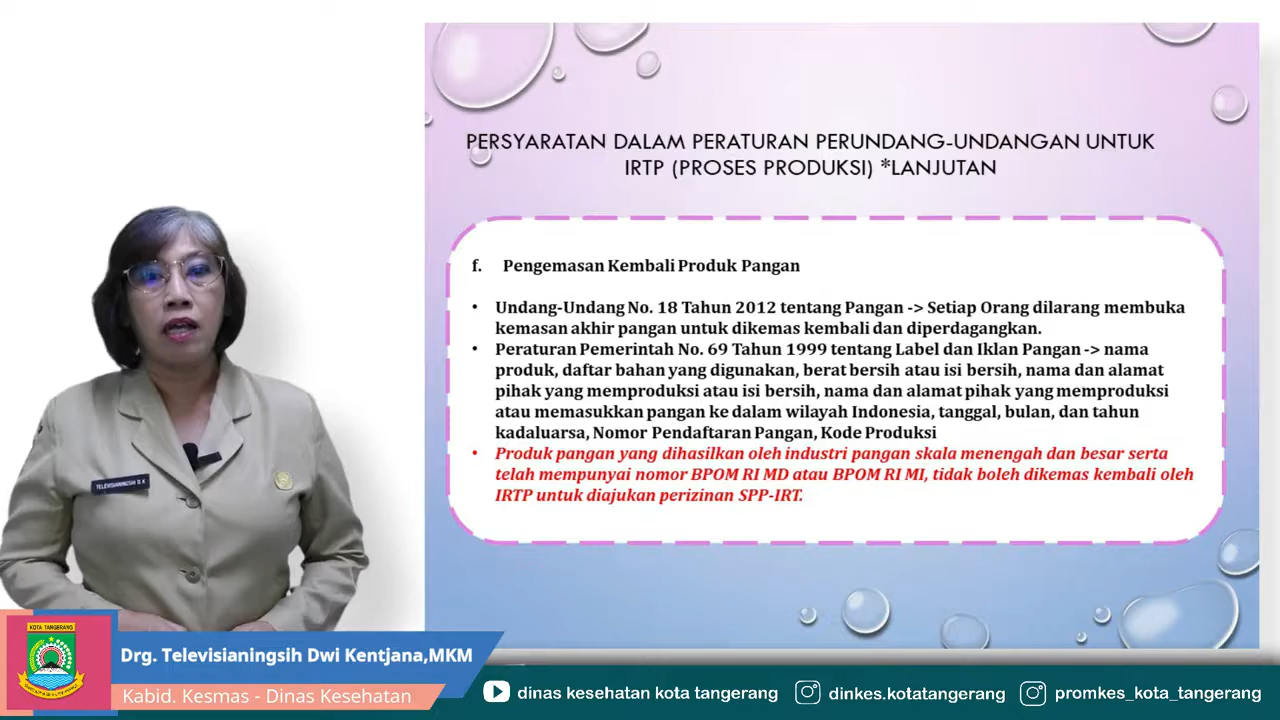 PERSYARATAN DALAM PERATURAN PERUNDANG-UNDANGAN UNTUK
IRTP (PROSES PRODUKSI) *LANJUTAN
f. Pengemasan Kembali Produk Pangan
• Undang-Undang No. 18 Tahun 2012 tentang Pangan -> Setiap Orang dilarang membuka
kemasan akhir pangan untuk dikemas kembali dan diperdagangkan.
• Peraturan Pemerintah No. 69 Tahun 1999 tentang Label dan Iklan Pangan -> nama
produk, daftar bahan yang digunakan, berat bersih atau isi bersih, nama dan alamat
pihak yang memproduksi atau isi bersih, nama dan alamat pihak yang memproduksi
atau memasukkan pangan ke dalam wilayah Indonesia, tanggal, bulan, dan tahun
kadaluarsa, Nomor Pendaftaran Pangan, Kode Produksi
• Produk pangan yang dihasilkan oleh industri pangan skala menengah dan besar serta
telah mempunyai nomor BPOM RI MD atau BPOM RI MI, tidak boleh dikemas kembali oleh
IRTP untuk diajukan perizinan SPP-IRT.
TELEVISIANINGSIH D.K
KOTA TANGERANG
Drg. Televisianingsih Dwi Kentjana,MKM
Kabid. Kesmas - Dinas Kesehatan
dinas kesehatan kota tangerang
dinkes.kotatangerang
promkes_kota_tangerang